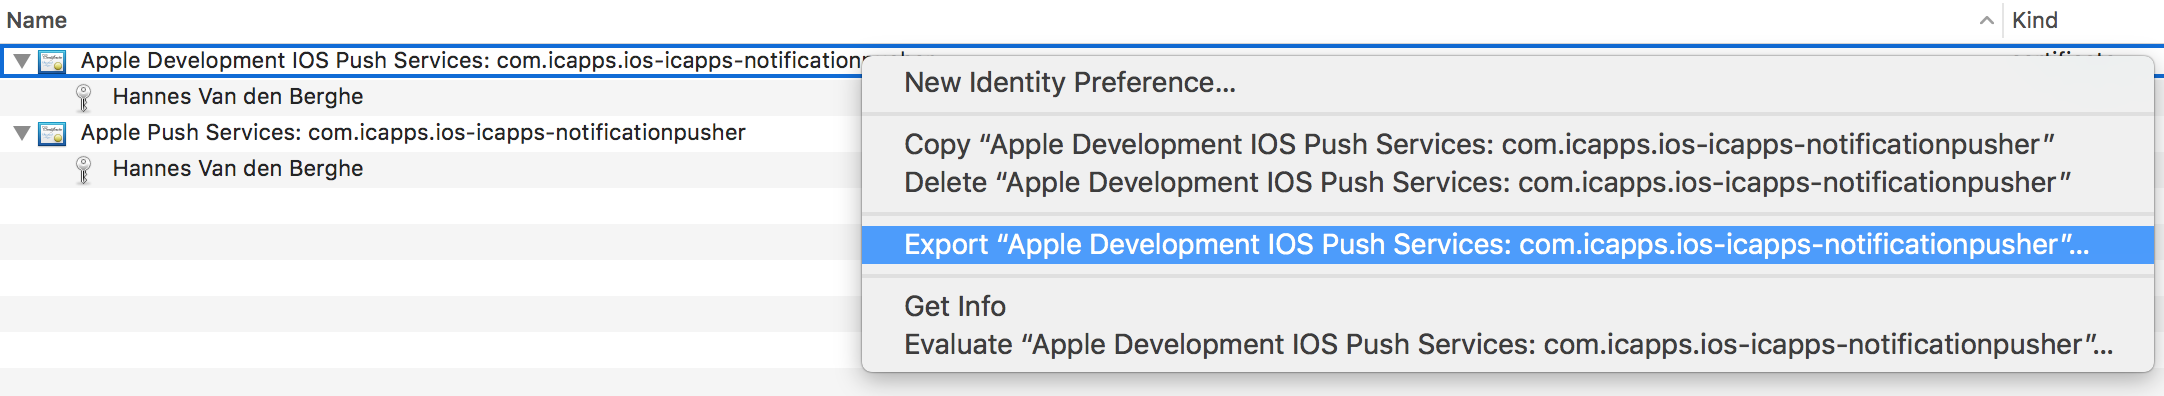 Name
Kind
Apple Development IOS Push Services: com.icapps.ios-icapps-notificationpusher
Hannes Van den Berghe
Apple Push Services: com.icapps.ios-icapps-notificationpusher
Hannes Van den Berghe
New Identity Preference...
Copy “Apple Development IOS Push Services: com.icapps.ios-icapps-notificationpusher”
Delete “Apple Development IOS Push Services: com.icapps.ios-icapps-notificationpusher”
Export “Apple Development IOS Push Services: com.icapps.ios-icapps-notificationpusher”...
Get Info
Evaluate “Apple Development IOS Push Services: com.icapps.ios-icapps-notificationpusher”...